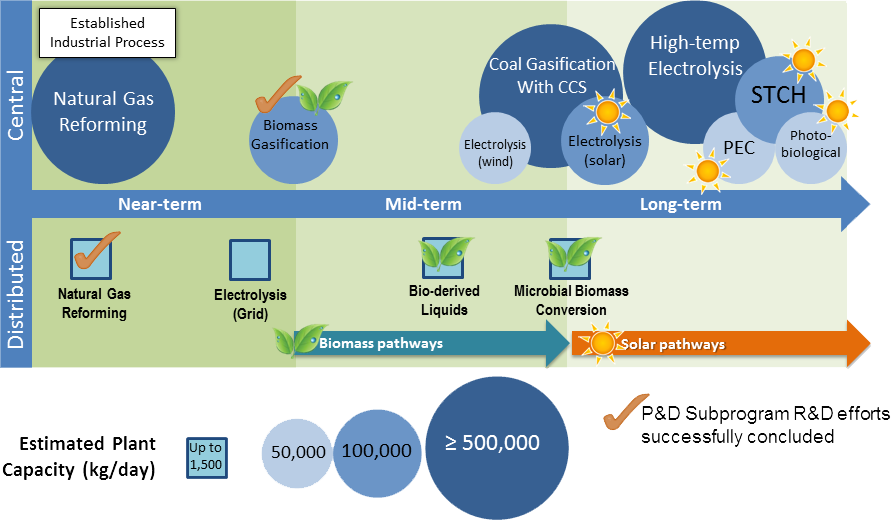 Established
Industrial Process
Central
Natural Gas
Reforming
Biomass
Gasification
Coal Gasification
With CCS
Electrolysis
(wind)
Electrolysis
(solar)
High-temp
Electrolysis
STCH
PEC
Photo-
biological
Near-term
Mid-term
Long-term
Distributed
Natural Gas
Reforming
Electrolysis
(Grid)
Bio-derived
Liquids
Microbial Biomass
Conversion
Biomass pathways
Solar pathways
Estimated Plant
Capacity (kg/day)
Up to
1,500
50,000
100,000
≥ 500,000
P&D Subprogram R&D efforts
successfully concluded